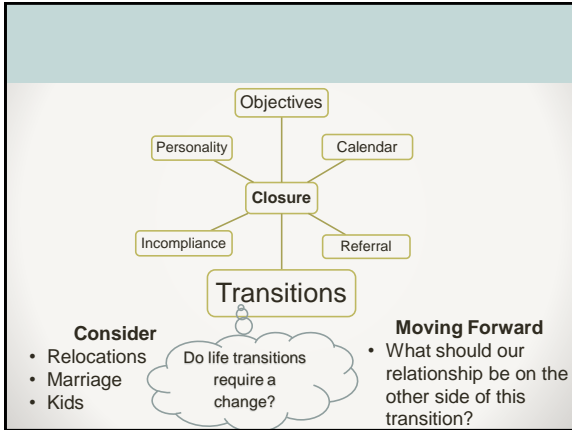 Objectives
Personality
Calendar
Closure
Incompliance
Referral
Transitions
Consider
• Relocations
• Marriage
• Kids
Do life transitions
require a
change?
Moving Forward
• What should our
relationship be on the
other side of this
transition?